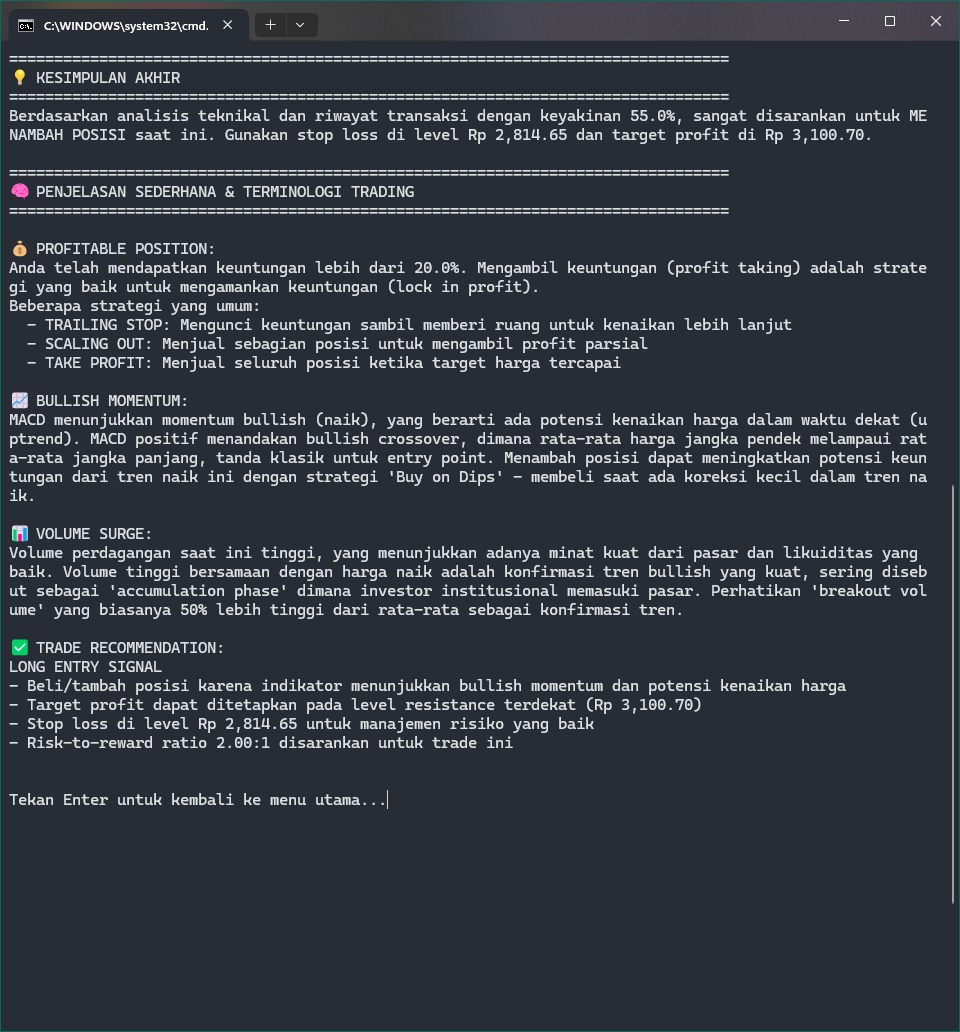 C:\WINDOWS\system32\cmd.
================================================================================
💡 KESIMPULAN AKHIR
================================================================================
Berdasarkan analisis teknikal dan riwayat transaksi dengan keyakinan 55.0%, sangat disarankan untuk ME
NAMBAH POSISI saat ini. Gunakan stop loss di level Rp 2,814.65 dan target profit di Rp 3,100.70.
================================================================================
🧠 PENJELASAN SEDERHANA & TERMINOLOGI TRADING
================================================================================
💰 PROFITABLE POSITION:
Anda telah mendapatkan keuntungan lebih dari 20.0%. Mengambil keuntungan (profit taking) adalah strate
gi yang baik untuk mengamankan keuntungan (lock in profit).
Beberapa strategi yang umum:
- TRAILING STOP: Mengunci keuntungan sambil memberi ruang untuk kenaikan lebih lanjut
- SCALING OUT: Menjual sebagian posisi untuk mengambil profit parsial
- TAKE PROFIT: Menjual seluruh posisi ketika target harga tercapai
📈 BULLISH MOMENTUM:
MACD menunjukkan momentum bullish (naik), yang berarti ada potensi kenaikan harga dalam waktu dekat (u
ptrend). MACD positif menandakan bullish crossover, dimana rata-rata harga jangka pendek melampaui rat
a-rata jangka panjang, tanda klasik untuk entry point. Menambah posisi dapat meningkatkan potensi keun
tungan dari tren naik ini dengan strategi 'Buy on Dips' - membeli saat ada koreksi kecil dalam tren na
ik.
📊 VOLUME SURGE:
Volume perdagangan saat ini tinggi, yang menunjukkan adanya minat kuat dari pasar dan likuiditas yang
baik. Volume tinggi bersamaan dengan harga naik adalah konfirmasi tren bullish yang kuat, sering diseb
ut sebagai 'accumulation phase' dimana investor institusional memasuki pasar. Perhatikan 'breakout vol
ume' yang biasanya 50% lebih tinggi dari rata-rata sebagai konfirmasi tren.
✅ TRADE RECOMMENDATION:
LONG ENTRY SIGNAL
- Beli/tambah posisi karena indikator menunjukkan bullish momentum dan potensi kenaikan harga
- Target profit dapat ditetapkan pada level resistance terdekat (Rp 3,100.70)
- Stop loss di level Rp 2,814.65 untuk manajemen risiko yang baik
- Risk-to-reward ratio 2.00:1 disarankan untuk trade ini
Tekan Enter untuk kembali ke menu utama...